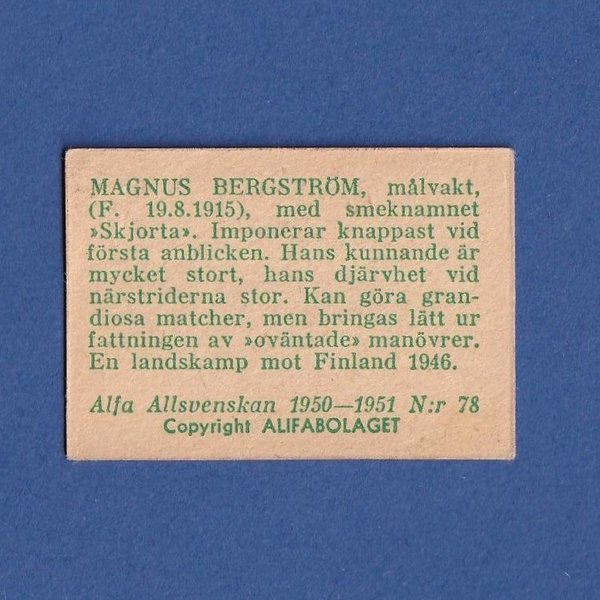 MAGNUS BERGSTRÖM, målvakt,
(F. 19.8.1915), med smeknamnet
»Skjorta». Imponerar knappast vid
första anblicken. Hans kunnande är
mycket stort, hans djärvhet vid
närstriderna stor. Kan göra gran-
diosa matcher, men bringas lätt ur
fattningen av »oväntade» manövrer.
En landskamp mot Finland 1946.
Alfa Allsvenskan 1950—1951 N:r 78
Copyright ALIFABOLAGET